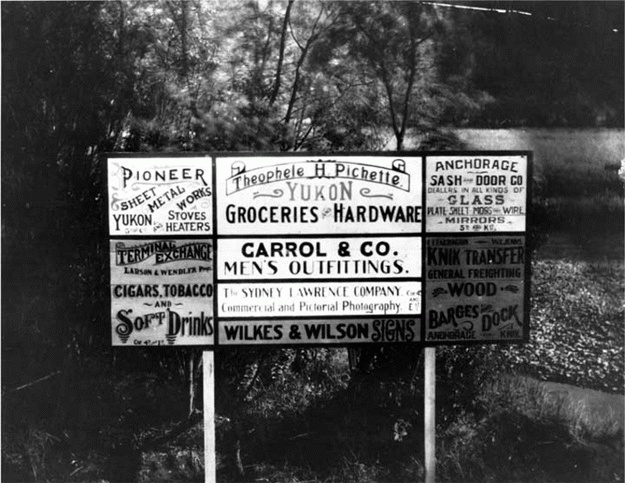 PIONEER
SHEET METAL WORKS
YUKON STOVES
HEATERS
TERMINAL EXCHANGE
LARSON & WENDLER Prop.
CIGARS, TOBACCO
AND
SOFT DRINKS
Theophele H. Pichette.
YUKON
GROCERIES AND HARDWARE
CARROL & CO.
MEN'S OUTFITTINGS.
The SYDNEY LAWRENCE COMPANY.
Commercial and Pictorial Photography.
WILKES & WILSON SIGNS
ANCHORAGE
SASH AND DOOR CO
DEALERS IN ALL KINDS OF
GLASS
PLATE-SHEET-MOSS-WIRE
MIRRORS
KNIK TRANSFER
GENERAL FREIGHTING
WOOD
BARGES AND DOCK
ANCHORAGE KNIK